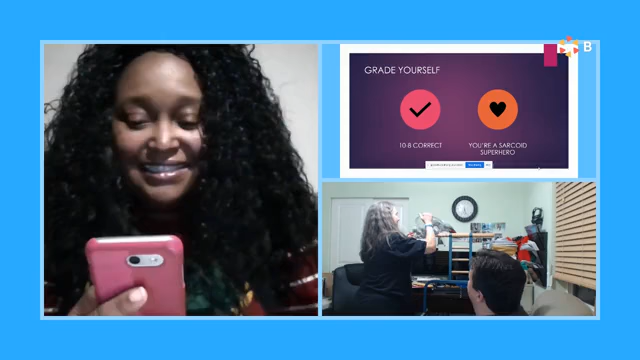 B
GRADE YOURSELF
10-8 CORRECT
YOU'RE A SARCOID
SUPERHERO